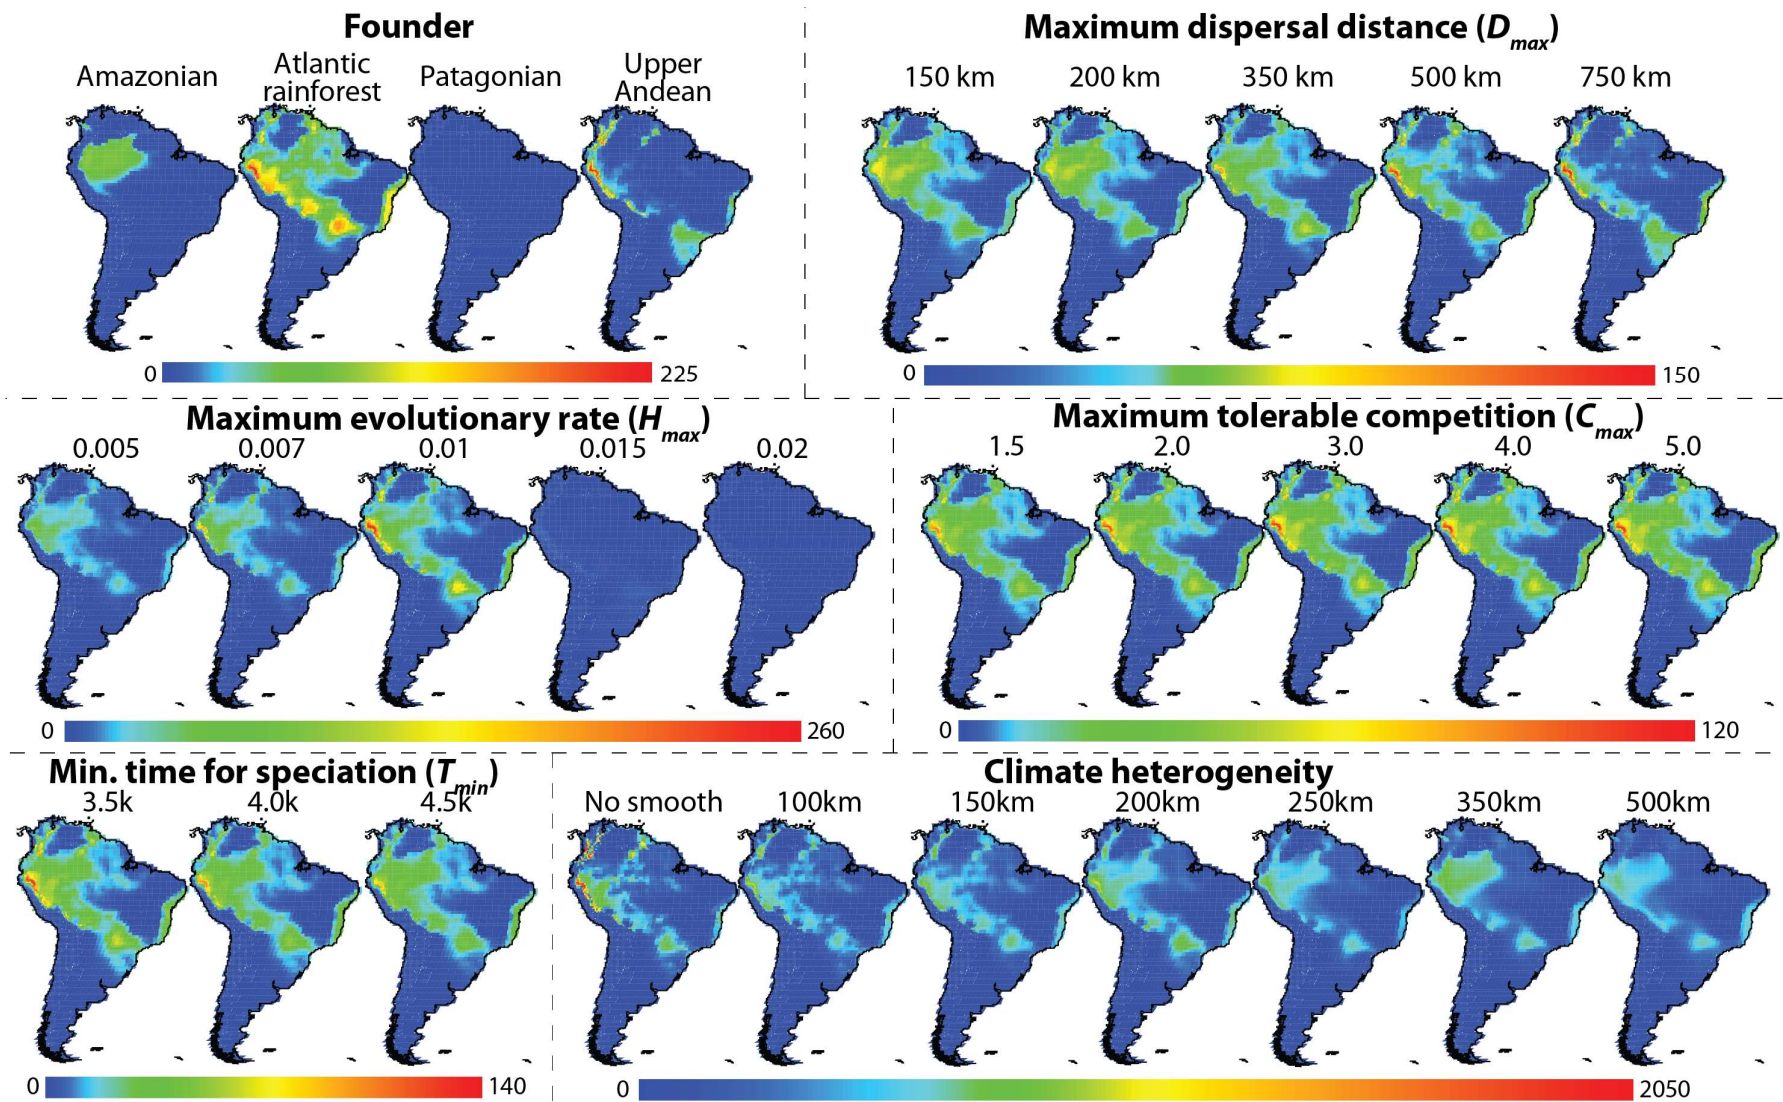 Founder
Amazonian
Atlantic
rainforest
Patagonian
Upper
Andean
0
225
Maximum dispersal distance (Dmax)
150 km
200 km
350 km
500 km
750 km
0
150
Maximum evolutionary rate (Hmax)
0.005
0.007
0.01
0.015
0.02
0
260
Maximum tolerable competition (Cmax)
1.5
2.0
3.0
4.0
5.0
0
120
Min. time for speciation (Tmin)
3.5k
4.0k
4.5k
0
140
Climate heterogeneity
No smooth
100km
150km
200km
250km
350km
500km
0
2050